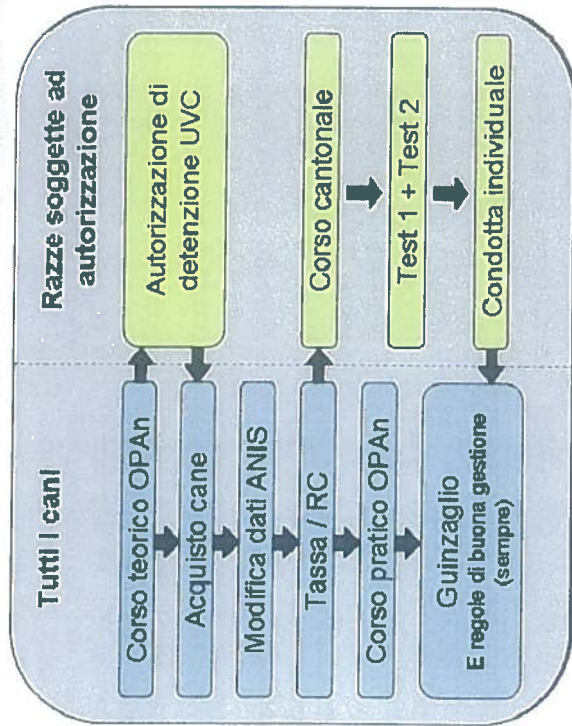 Tutti i cani
Corso teorico OPAn
Acquisto cane
Modifica dati ANIS
Tassa / RC
Corso pratico OPAn
Guinzaglio
E regole di buona gestione
(sempre)
Razze soggette ad
autorizzazione
Autorizzazione di
detenzione UVC
Corso cantonale
Test 1 + Test 2
Condotta individuale